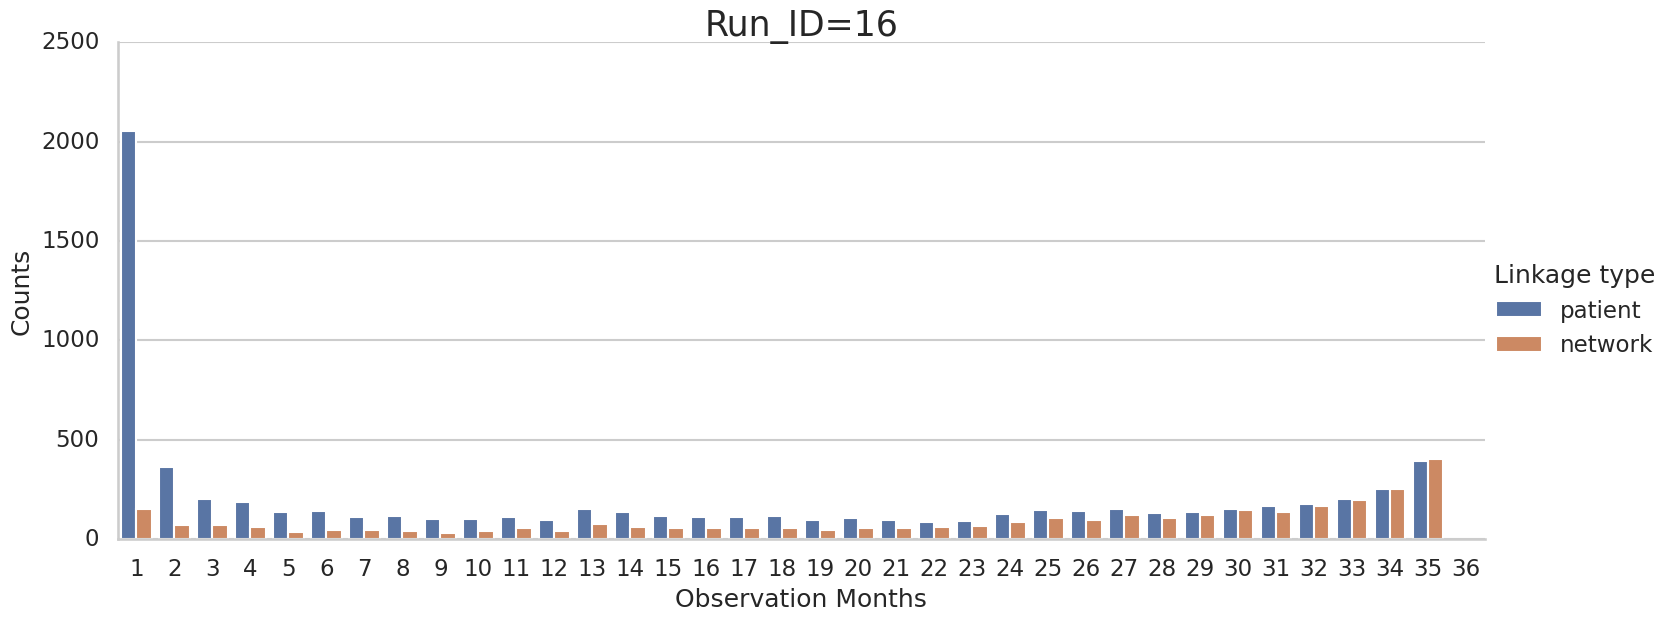 Run_ID=16
2500
2000
1500
1000
500
0
Counts
1 2 3 4 5 6 7 8 9 10 11 12 13 14 15 16 17 18 19 20 21 22 23 24 25 26 27 28 29 30 31 32 33 34 35 36
Observation Months
Linkage type
patient
network